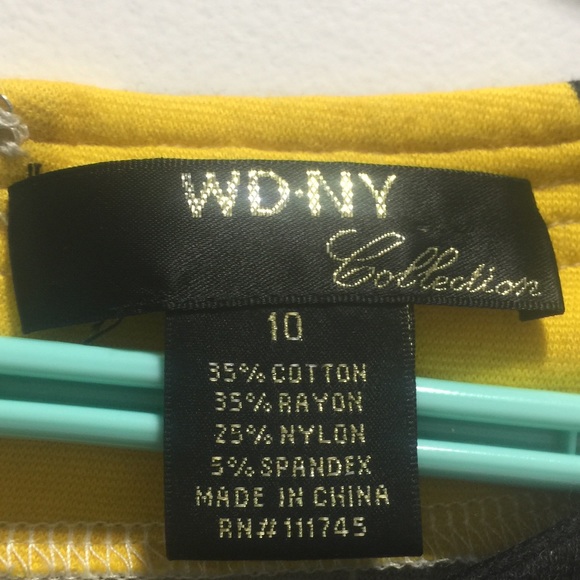 WD·NY
Collection
10
35% COTTON
35% RAYON
25% NYLON
5% SPANDEX
MADE IN CHINA
RN# 111745